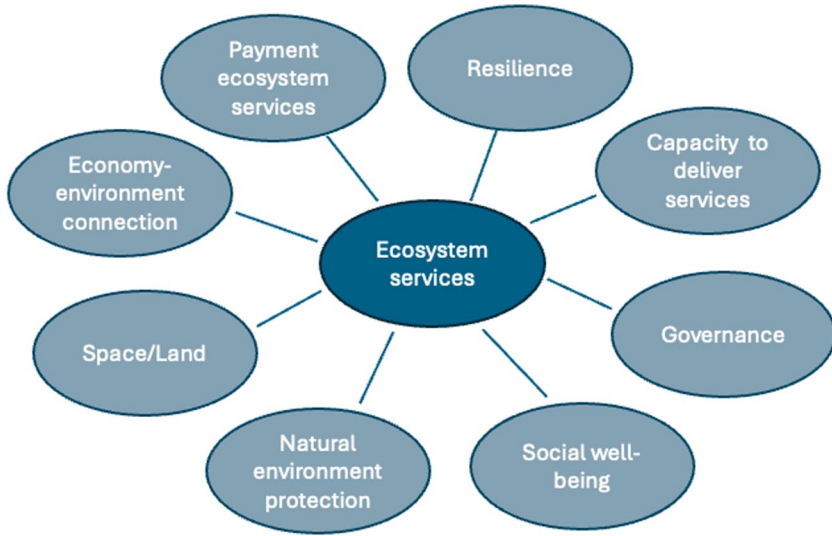 Payment
ecosystem
services
Resilience
Capacity to
deliver
services
Economy-
environment
connection
Ecosystem
services
Space/Land
Governance
Natural
environment
protection
Social well-
being